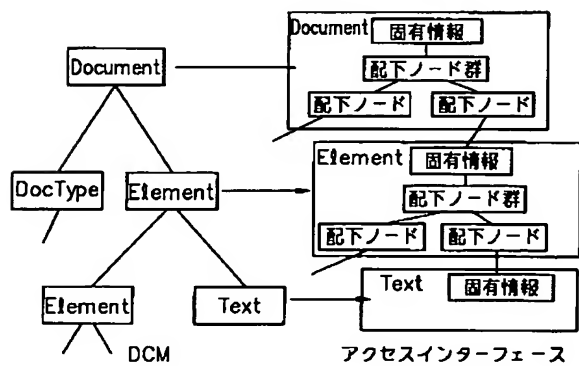 Document
固有情報
配下ノード群
配下ノード
配下ノード
Document
Element
固有情報
配下ノード群
配下ノード
配下ノード
DocType
Element
Text
固有情報
Element
Text
DCM
アクセスインターフェース